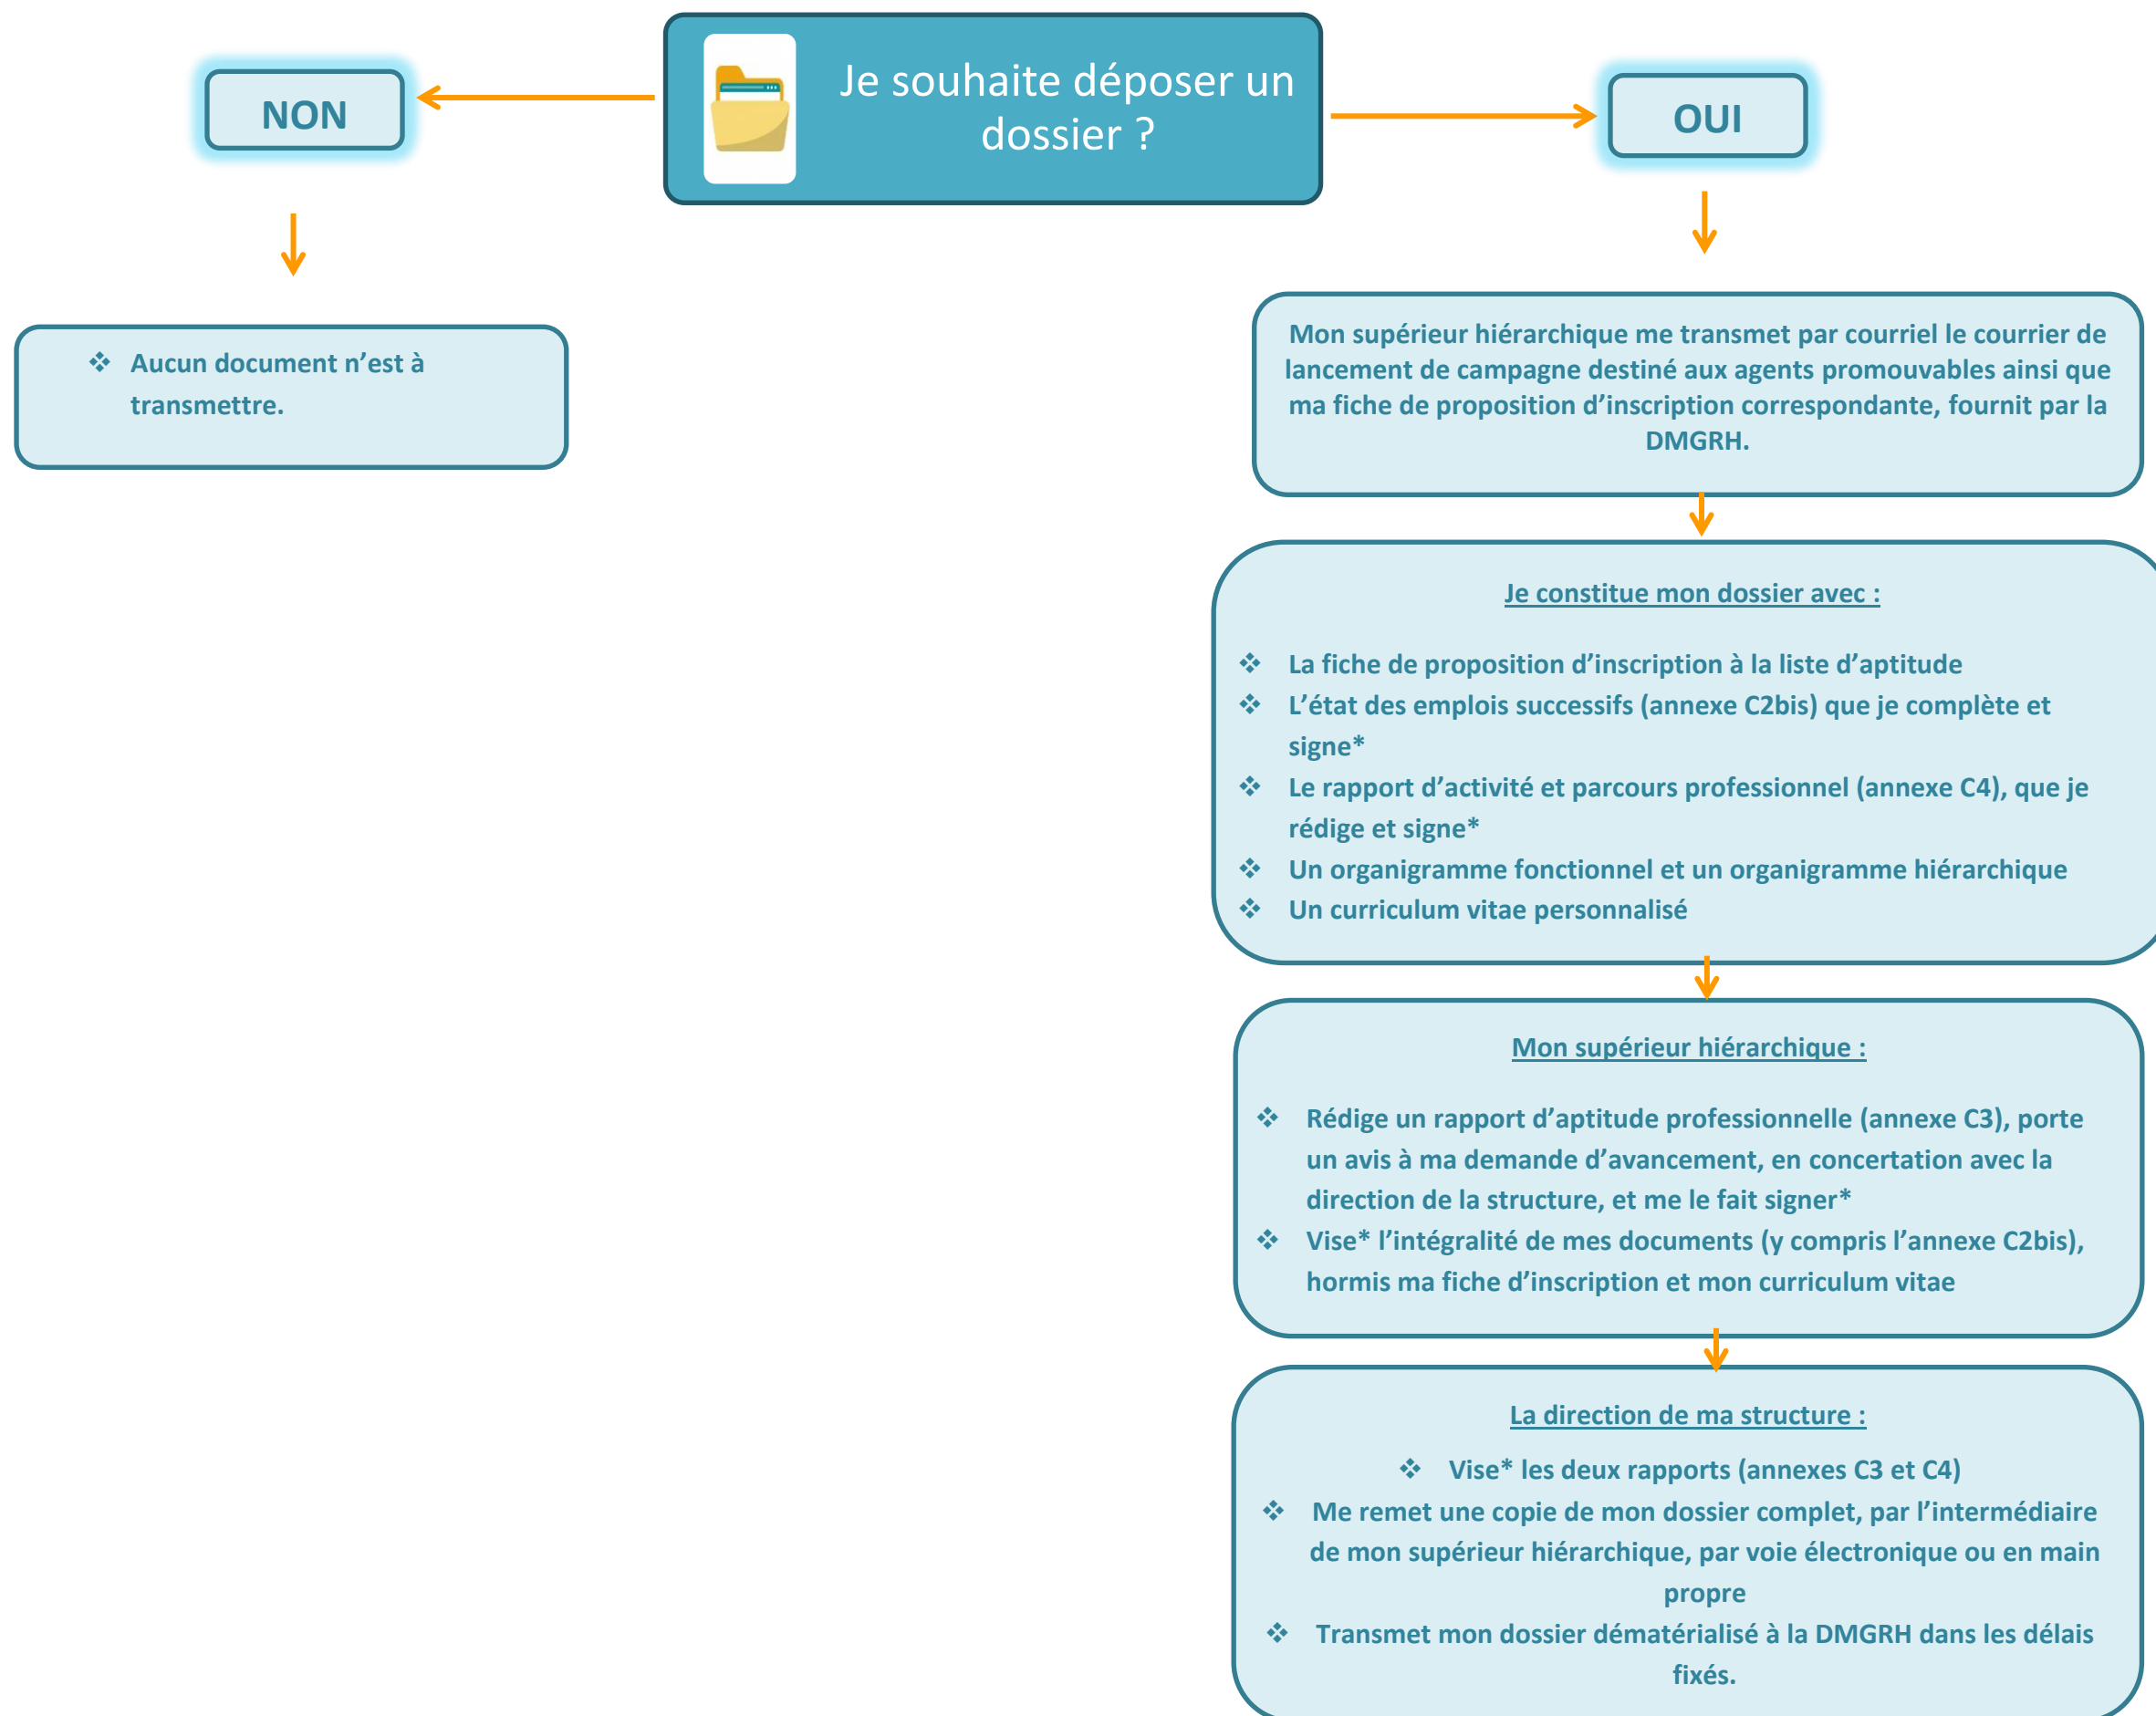 Je souhaite déposer un
dossier ?
NON
OUI
❖ Aucun document n’est à
transmettre.
Mon supérieur hiérarchique me transmet par courriel le courrier de
lancement de campagne destiné aux agents promouvables ainsi que
ma fiche de proposition d’inscription correspondante, fournit par la
DMGRH.
Je constitue mon dossier avec :
❖ La fiche de proposition d’inscription à la liste d’aptitude
❖ L’état des emplois successifs (annexe C2bis) que je complète et
signe*
❖ Le rapport d’activité et parcours professionnel (annexe C4), que je
rédige et signe*
❖ Un organigramme fonctionnel et un organigramme hiérarchique
❖ Un curriculum vitae personnalisé
Mon supérieur hiérarchique :
❖ Rédige un rapport d’aptitude professionnelle (annexe C3), porte
un avis à ma demande d’avancement, en concertation avec la
direction de la structure, et me le fait signer*
❖ Vise* l’intégralité de mes documents (y compris l’annexe C2bis),
hormis ma fiche d’inscription et mon curriculum vitae
La direction de ma structure :
❖ Vise* les deux rapports (annexes C3 et C4)
❖ Me remet une copie de mon dossier complet, par l’intermédiaire
de mon supérieur hiérarchique, par voie électronique ou en main
propre
❖ Transmet mon dossier dématérialisé à la DMGRH dans les délais
fixés.